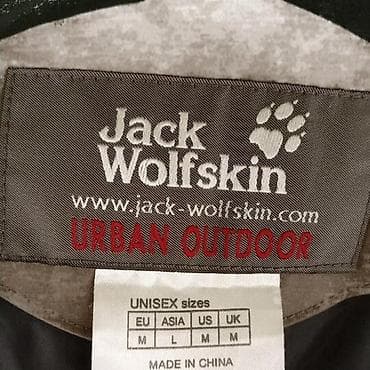 Jack
Wolfskin
www.jack-wolfskin.com
URBAN OUTDOOR
UNISEX sizes
EU ASIA US UK
M L M M
MADE IN CHINA